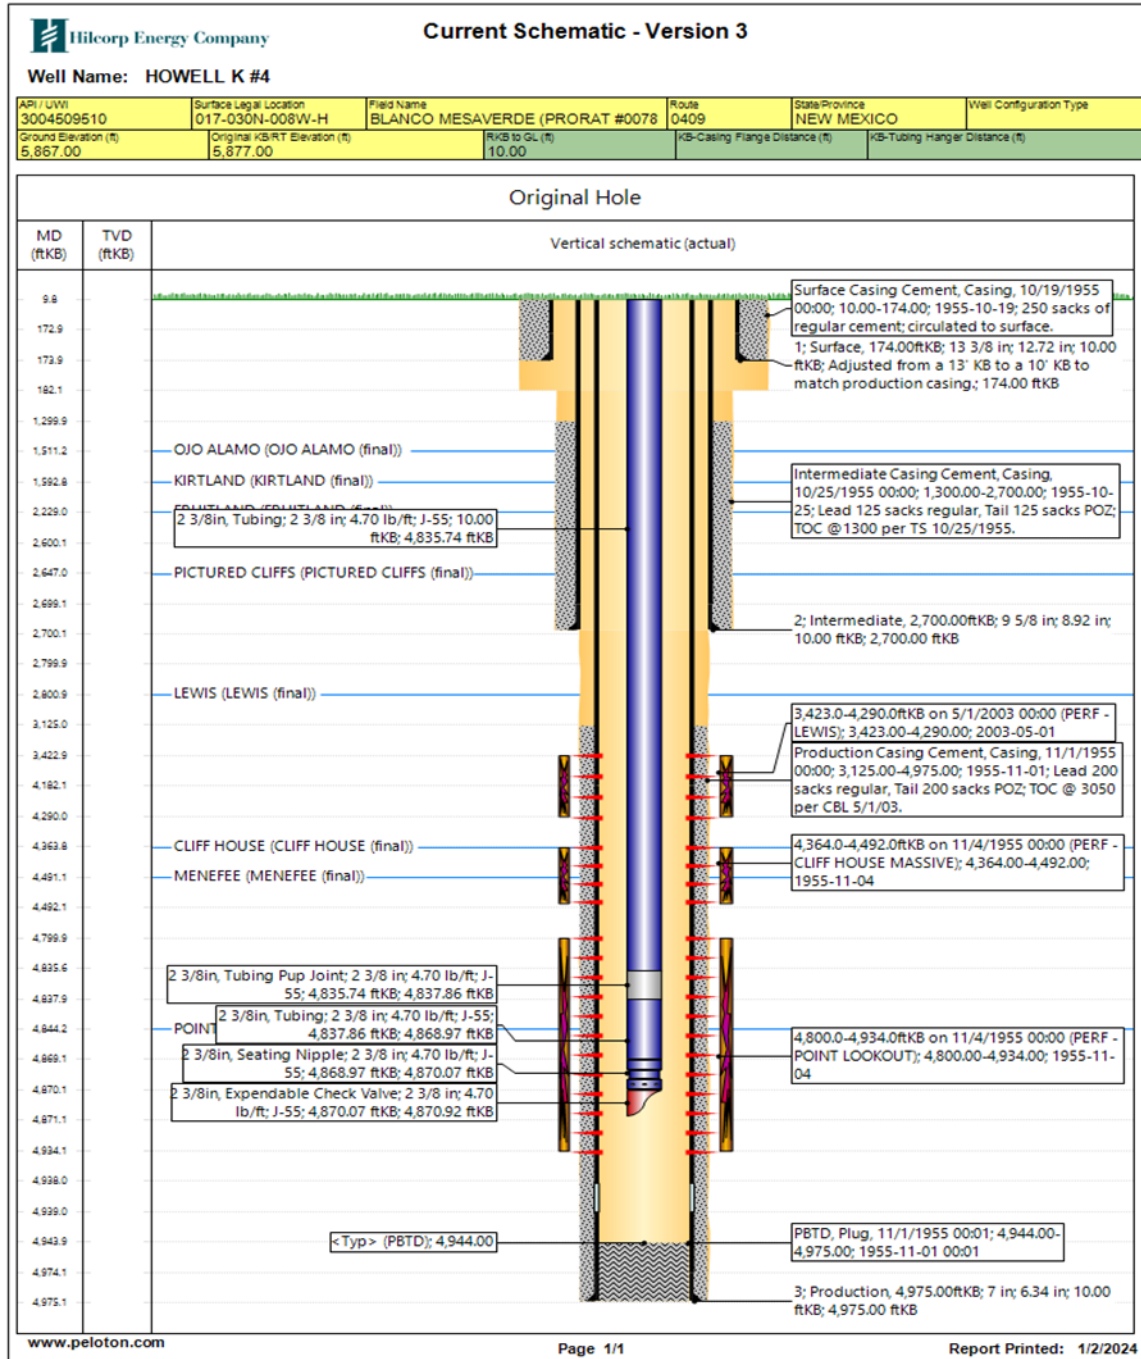 Hilcorp Energy Company
Current Schematic - Version 3
Well Name: HOWELL K #4
API / UWI
3004509510
Surface Legal Location
017-030N-008W-H
Field Name
BLANCO MESAVERDE (PRORAT #0078
Route
0409
State/Province
NEW MEXICO
Well Configuration Type
Ground Elevation (ft)
5,867.00
Original KB/RT Elevation (ft)
5,877.00
RKB to GL (ft)
10.00
KB-Casing Flange Distance (ft)
KB-Tubing Hanger Distance (ft)
Original Hole
MD
(ftKB)
TVD
(ftKB)
Vertical schematic (actual)
9.8
172.9
173.9
182.1
1,299.9
1,511.2
1,592.8
2,229.0
2,600.1
2,647.0
2,699.1
2,700.1
2,799.9
2,800.9
3,125.0
3,422.9
4,182.1
4,290.0
4,363.8
4,491.1
4,492.1
4,799.9
4,835.6
4,837.9
4,844.2
4,869.1
4,870.1
4,871.1
4,934.1
4,938.0
4,939.0
4,943.9
4,974.1
4,975.1
OJO ALAMO (OJO ALAMO (final))
KIRTLAND (KIRTLAND (final))
FRUITLAND (FRUITLAND (final))
2 3/8in, Tubing; 2 3/8 in; 4.70 lb/ft; J-55; 10.00
ftKB; 4,835.74 ftKB
PICTURED CLIFFS (PICTURED CLIFFS (final))
LEWIS (LEWIS (final))
CLIFF HOUSE (CLIFF HOUSE (final))
MENEFEE (MENEFEE (final))
2 3/8in, Tubing Pup Joint; 2 3/8 in; 4.70 lb/ft; J-
55; 4,835.74 ftKB; 4,837.86 ftKB
2 3/8in, Tubing; 2 3/8 in; 4.70 lb/ft; J-55;
4,837.86 ftKB; 4,868.97 ftKB
POINT
2 3/8in, Seating Nipple; 2 3/8 in; 4.70 lb/ft; J-
55; 4,868.97 ftKB; 4,870.07 ftKB
2 3/8in, Expendable Check Valve; 2 3/8 in; 4.70
lb/ft; J-55; 4,870.07 ftKB; 4,870.92 ftKB
<Typ> (PBTD); 4,944.00
Surface Casing Cement, Casing, 10/19/1955
00:00; 10.00-174.00; 1955-10-19; 250 sacks of
regular cement; circulated to surface.
1; Surface, 174.00ftKB; 13 3/8 in; 12.72 in; 10.00
ftKB; Adjusted from a 13' KB to a 10' KB to
match production casing.; 174.00 ftKB
Intermediate Casing Cement, Casing,
10/25/1955 00:00; 1,300.00-2,700.00; 1955-10-
25; Lead 125 sacks regular, Tail 125 sacks POZ;
TOC @1300 per TS 10/25/1955.
2; Intermediate, 2,700.00ftKB; 9 5/8 in; 8.92 in;
10.00 ftKB; 2,700.00 ftKB
3,423.0-4,290.0ftKB on 5/1/2003 00:00 (PERF -
LEWIS); 3,423.00-4,290.00; 2003-05-01
Production Casing Cement, Casing, 11/1/1955
00:00; 3,125.00-4,975.00; 1955-11-01; Lead 200
sacks regular, Tail 200 sacks POZ; TOC @ 3050
per CBL 5/1/03.
4,364.0-4,492.0ftKB on 11/4/1955 00:00 (PERF -
CLIFF HOUSE MASSIVE); 4,364.00-4,492.00;
1955-11-04
4,800.0-4,934.0ftKB on 11/4/1955 00:00 (PERF -
POINT LOOKOUT); 4,800.00-4,934.00; 1955-11-
04
PBTD, Plug, 11/1/1955 00:01; 4,944.00-
4,975.00; 1955-11-01 00:01
3; Production, 4,975.00ftKB; 7 in; 6.34 in; 10.00
ftKB; 4,975.00 ftKB
www.peloton.com
Page 1/1
Report Printed: 1/2/2024